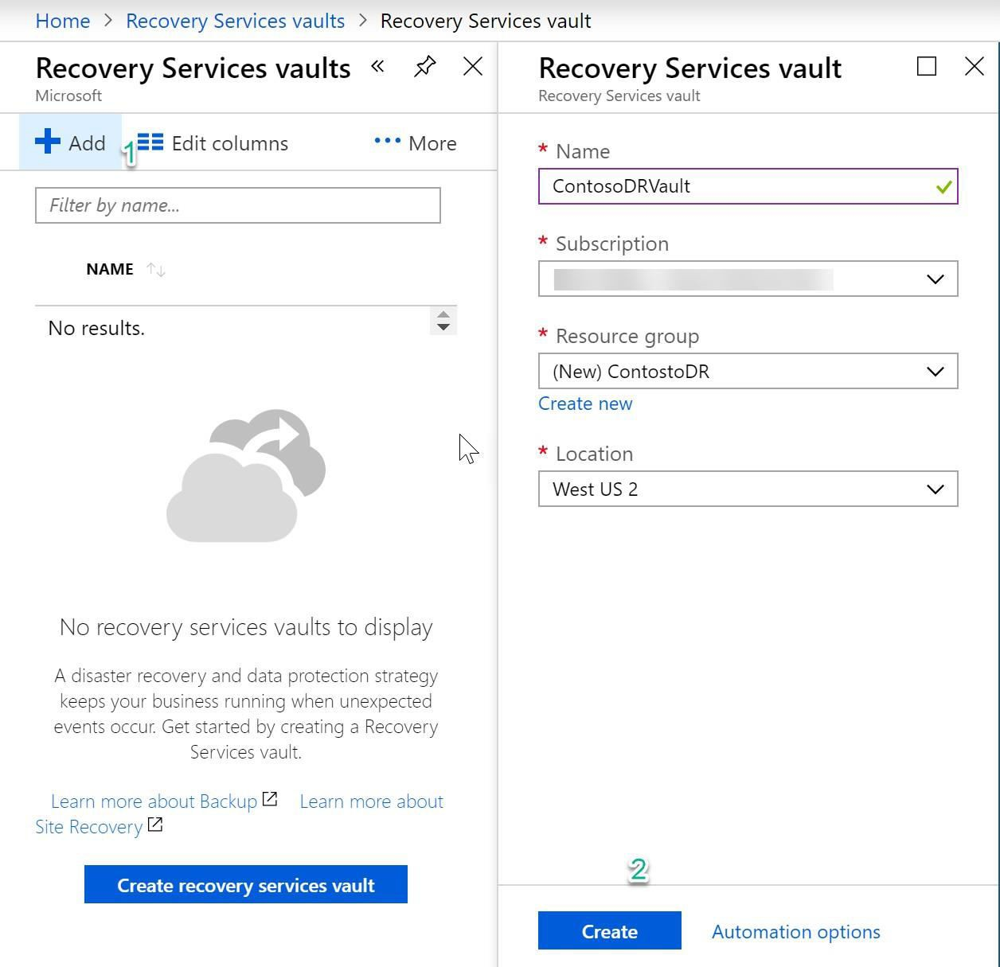 Home > Recovery Services vaults > Recovery Services vault
Recovery Services vaults
Microsoft
Add
1
Edit columns
More
Filter by name...
NAME
No results.
No recovery services vaults to display
A disaster recovery and data protection strategy
keeps your business running when unexpected
events occur. Get started by creating a Recovery
Services vault.
Learn more about Backup
Learn more about
Site Recovery
Create recovery services vault
Recovery Services vault
Recovery Services vault
* Name
ContosoDRVault
* Subscription
* Resource group
(New) ContostoDR
Create new
* Location
West US 2
2
Create
Automation options